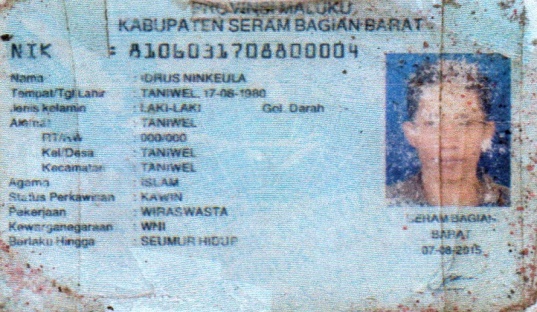 PROVINSI MALUKU
KABUPATEN SERAM BAGIAN BARAT
NIK : 8106031708800004
Nama : IDRUS NINKEULA
Tempat/Tgl Lahir : TANIWEL, 17-08-1980
Jenis kelamin : LAKI-LAKI Gol. Darah
Alamat : TANIWEL
RT/RW : 000/000
Kel/Desa : TANIWEL
Kecamatan : TANIWEL
Agama : ISLAM
Status Perkawinan : KAWIN
Pekerjaan : WIRASWASTA
Kewarganegaraan : WNI
Berlaku Hingga : SEUMUR HIDUP
SERAM BAGIAN
BARAT
07-08-2015